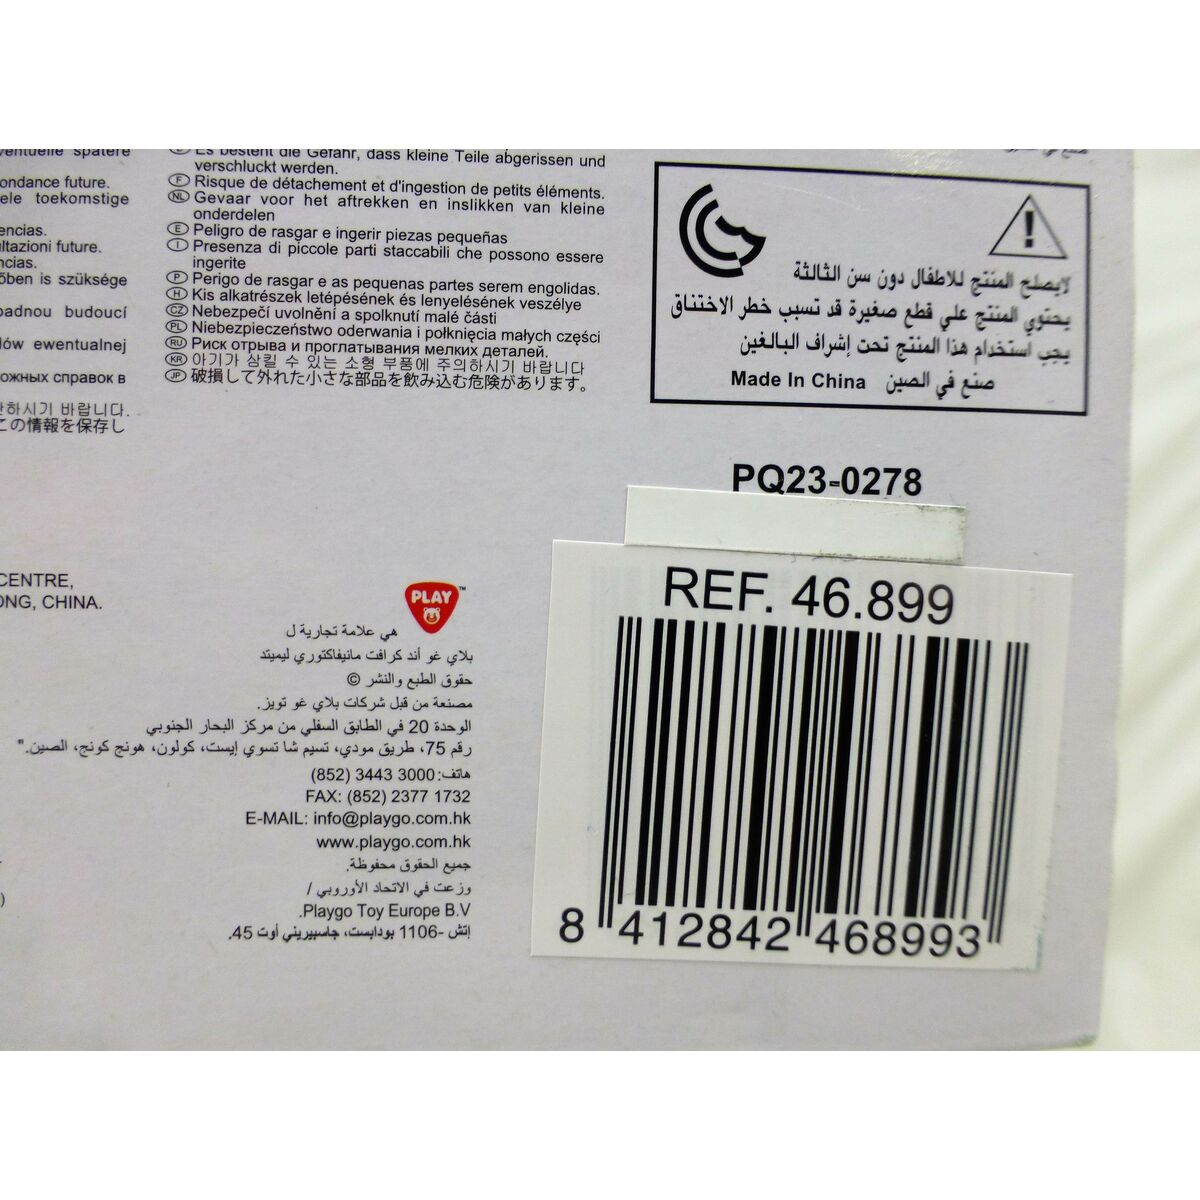 ventuelle spätere
ondance future.
ele toekomstige
encias.
ultazioni future.
ncias.
őben is szüksége
padnou budoucí
lów ewentualnej
ожных справок в
하시기 바랍니다.
この情報を保存し
Es besteht die Gefahr, dass kleine Teile abgerissen und
verschluckt werden.
F Risque de détachement et d'ingestion de petits éléments.
NL Gevaar voor het aftrekken en inslikken van kleine
onderdelen
E Peligro de rasgar e ingerir piezas pequeñas
I Presenza di piccole parti staccabili che possono essere
ingerite
P Perigo de rasgar e as pequenas partes serem engolidas.
H Kis alkatrészek letépésének és lenyelésének veszélye
CZ Nebezpečí uvolnění a spolknutí malé části
PL Niebezpieczeństwo oderwania i połknięcia małych części
RU Риск отрыва и проглатывания мелких деталей.
KR 아기가 삼킬 수 있는 소형 부품에 주의하시기 바랍니다
JP 破損して外れた小さな部品を飲み込む危険があります。
لايصلح المنتج للاطفال دون سن الثالثة
يحتوي المنتج علي قطع صغيرة قد تسبب خطر الاختناق
يجب استخدام هذا المنتج تحت إشراف البالغين
صنع في الصين Made In China
PQ23-0278
REF. 46.899
8 412842 468993
CENTRE,
ONG, CHINA.
PLAY™
هي علامة تجارية ل
بلاي غو أند كرافت مانيفاكتوري ليميتد
حقوق الطبع والنشر ©
مصنعة من قبل شركات بلاي غو تويز.
الوحدة 20 في الطابق السفلي من مركز البحار الجنوبي
رقم 75، طريق مودي، تسيم شا تسوي إيست، كولون، هونج كونج، الصين."
هاتف: (852) 3443 3000
FAX: (852) 2377 1732
E-MAIL: info@playgo.com.hk
www.playgo.com.hk
جميع الحقوق محفوظة.
وزعت في الاتحاد الأوروبي /
.Playgo Toy Europe B.V
إتش -1106 بودابست، جاسبيريني أوت 45.